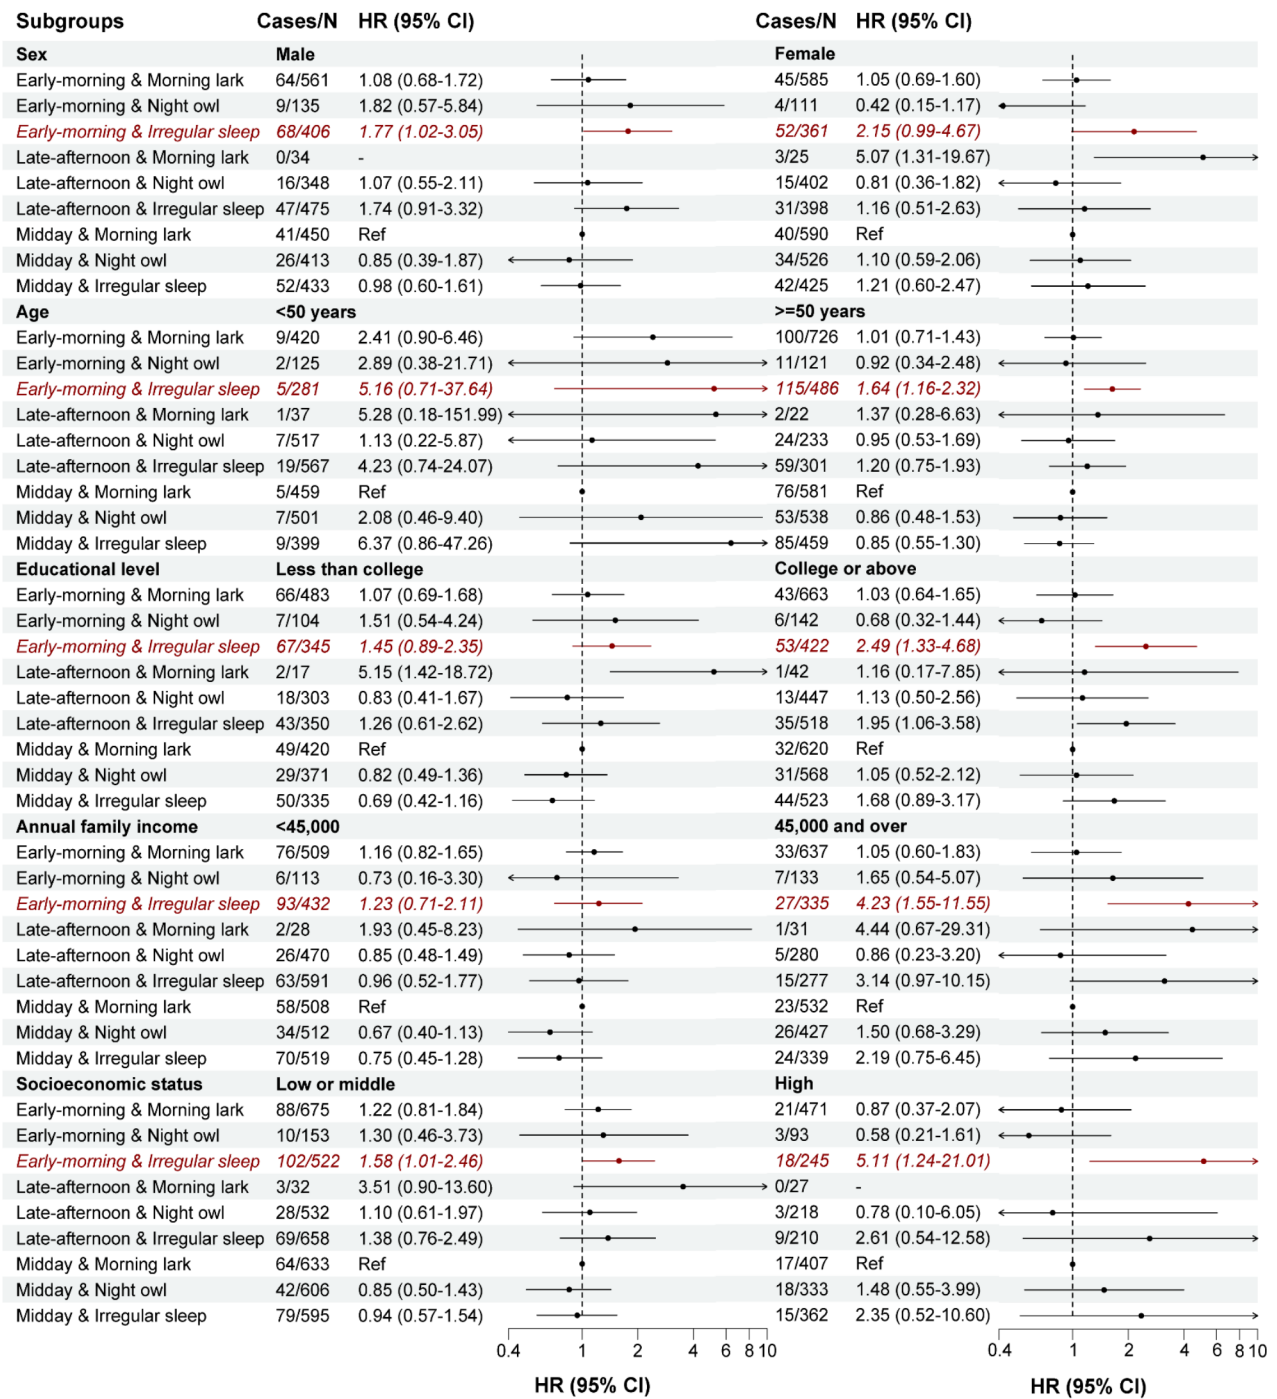 Subgroups Cases/N HR (95% CI) Cases/N HR (95% CI)
Sex Male Female
Early-morning & Morning lark 64/561 1.08 (0.68-1.72) 45/585 1.05 (0.69-1.60)
Early-morning & Night owl 9/135 1.82 (0.57-5.84) 4/111 0.42 (0.15-1.17)
Early-morning & Irregular sleep 68/406 1.77 (1.02-3.05) 52/361 2.15 (0.99-4.67)
Late-afternoon & Morning lark 0/34 - 3/25 5.07 (1.31-19.67)
Late-afternoon & Night owl 16/348 1.07 (0.55-2.11) 15/402 0.81 (0.36-1.82)
Late-afternoon & Irregular sleep 47/475 1.74 (0.91-3.32) 31/398 1.16 (0.51-2.63)
Midday & Morning lark 41/450 Ref 40/590 Ref
Midday & Night owl 26/413 0.85 (0.39-1.87) 34/526 1.10 (0.59-2.06)
Midday & Irregular sleep 52/433 0.98 (0.60-1.61) 42/425 1.21 (0.60-2.47)
Age <50 years >=50 years
Early-morning & Morning lark 9/420 2.41 (0.90-6.46) 100/726 1.01 (0.71-1.43)
Early-morning & Night owl 2/125 2.89 (0.38-21.71) 11/121 0.92 (0.34-2.48)
Early-morning & Irregular sleep 5/281 5.16 (0.71-37.64) 115/486 1.64 (1.16-2.32)
Late-afternoon & Morning lark 1/37 5.28 (0.18-151.99) 2/22 1.37 (0.28-6.63)
Late-afternoon & Night owl 7/517 1.13 (0.22-5.87) 24/233 0.95 (0.53-1.69)
Late-afternoon & Irregular sleep 19/567 4.23 (0.74-24.07) 59/301 1.20 (0.75-1.93)
Midday & Morning lark 5/459 Ref 76/581 Ref
Midday & Night owl 7/501 2.08 (0.46-9.40) 53/538 0.86 (0.48-1.53)
Midday & Irregular sleep 9/399 6.37 (0.86-47.26) 85/459 0.85 (0.55-1.30)
Educational level Less than college College or above
Early-morning & Morning lark 66/483 1.07 (0.69-1.68) 43/663 1.03 (0.64-1.65)
Early-morning & Night owl 7/104 1.51 (0.54-4.24) 6/142 0.68 (0.32-1.44)
Early-morning & Irregular sleep 67/345 1.45 (0.89-2.35) 53/422 2.49 (1.33-4.68)
Late-afternoon & Morning lark 2/17 5.15 (1.42-18.72) 1/42 1.16 (0.17-7.85)
Late-afternoon & Night owl 18/303 0.83 (0.41-1.67) 13/447 1.13 (0.50-2.56)
Late-afternoon & Irregular sleep 43/350 1.26 (0.61-2.62) 35/518 1.95 (1.06-3.58)
Midday & Morning lark 49/420 Ref 32/620 Ref
Midday & Night owl 29/371 0.82 (0.49-1.36) 31/568 1.05 (0.52-2.12)
Midday & Irregular sleep 50/335 0.69 (0.42-1.16) 44/523 1.68 (0.89-3.17)
Annual family income <45,000 45,000 and over
Early-morning & Morning lark 76/509 1.16 (0.82-1.65) 33/637 1.05 (0.60-1.83)
Early-morning & Night owl 6/113 0.73 (0.16-3.30) 7/133 1.65 (0.54-5.07)
Early-morning & Irregular sleep 93/432 1.23 (0.71-2.11) 27/335 4.23 (1.55-11.55)
Late-afternoon & Morning lark 2/28 1.93 (0.45-8.23) 1/31 4.44 (0.67-29.31)
Late-afternoon & Night owl 26/470 0.85 (0.48-1.49) 5/280 0.86 (0.23-3.20)
Late-afternoon & Irregular sleep 63/591 0.96 (0.52-1.77) 15/277 3.14 (0.97-10.15)
Midday & Morning lark 58/508 Ref 23/532 Ref
Midday & Night owl 34/512 0.67 (0.40-1.13) 26/427 1.50 (0.68-3.29)
Midday & Irregular sleep 70/519 0.75 (0.45-1.28) 24/339 2.19 (0.75-6.45)
Socioeconomic status Low or middle High
Early-morning & Morning lark 88/675 1.22 (0.81-1.84) 21/471 0.87 (0.37-2.07)
Early-morning & Night owl 10/153 1.30 (0.46-3.73) 3/93 0.58 (0.21-1.61)
Early-morning & Irregular sleep 102/522 1.58 (1.01-2.46) 18/245 5.11 (1.24-21.01)
Late-afternoon & Morning lark 3/32 3.51 (0.90-13.60) 0/27 -
Late-afternoon & Night owl 28/532 1.10 (0.61-1.97) 3/218 0.78 (0.10-6.05)
Late-afternoon & Irregular sleep 69/658 1.38 (0.76-2.49) 9/210 2.61 (0.54-12.58)
Midday & Morning lark 64/633 Ref 17/407 Ref
Midday & Night owl 42/606 0.85 (0.50-1.43) 18/333 1.48 (0.55-3.99)
Midday & Irregular sleep 79/595 0.94 (0.57-1.54) 15/362 2.35 (0.52-10.60)
0.4 1 2 4 6 8 10 0.4 1 2 4 6 8 10
HR (95% CI) HR (95% CI)